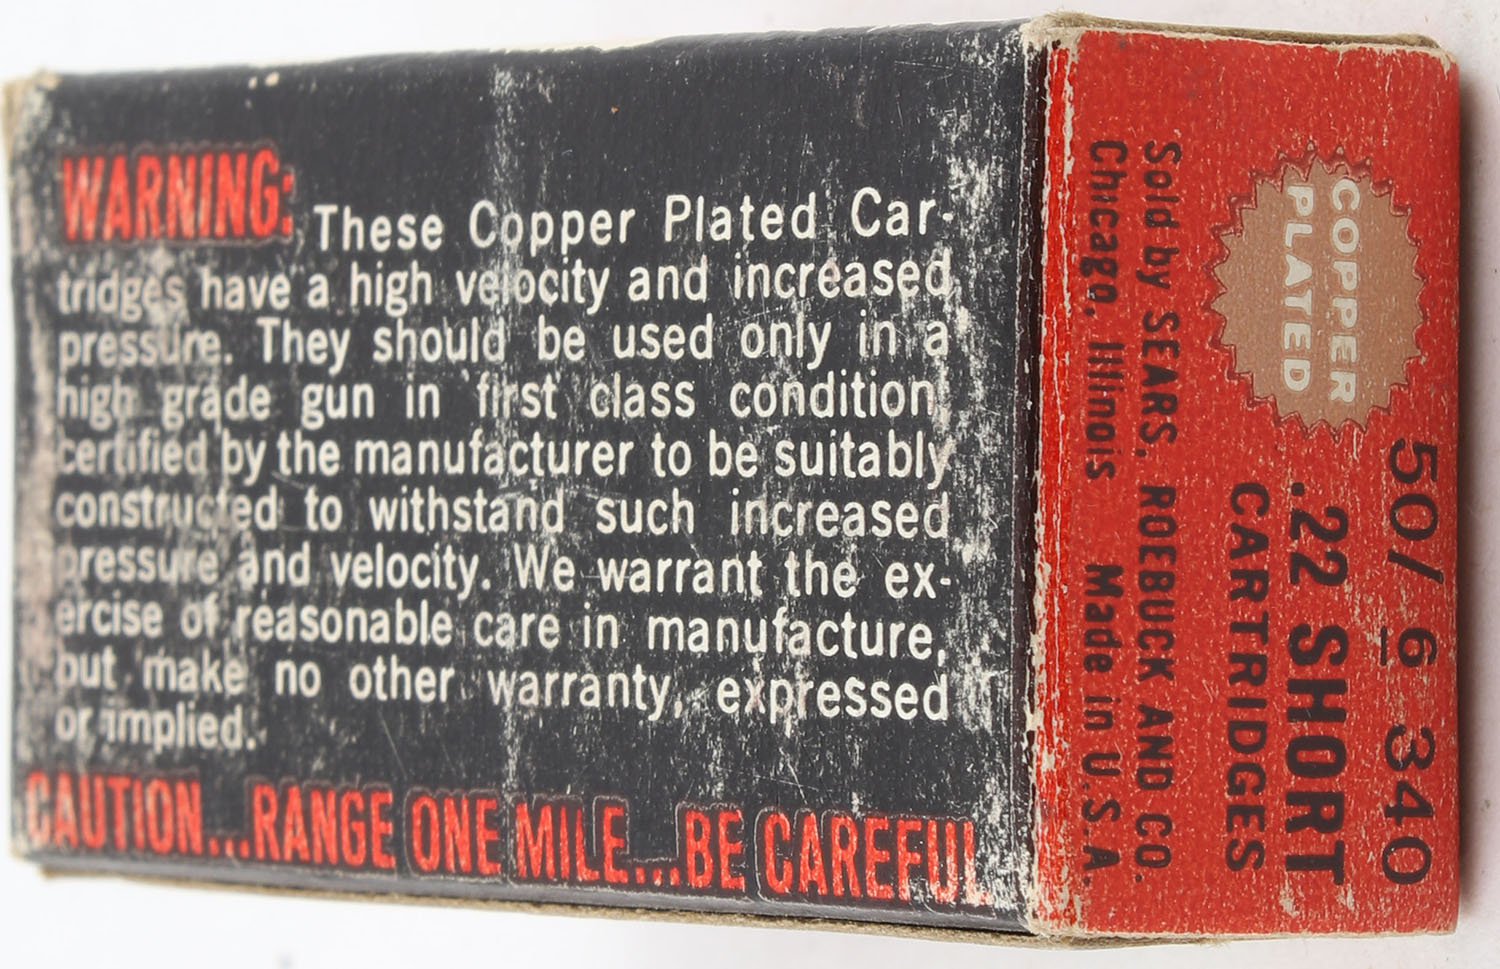 WARNING: These Copper Plated Car-
tridges have a high velocity and increased
pressure. They should be used only in a
high grade gun in first class condition,
certified by the manufacturer to be suitably
constructed to withstand such increased
pressure and velocity. We warrant the ex-
ercise of reasonable care in manufacture,
but make no other warranty, expressed
or implied.
CAUTION...RANGE ONE MILE...BE CAREFUL
50/ 6 340
COPPER
PLATED
.22 SHORT
CARTRIDGES
Sold by SEARS, ROEBUCK AND CO.
Chicago, Illinois Made in U.S.A.